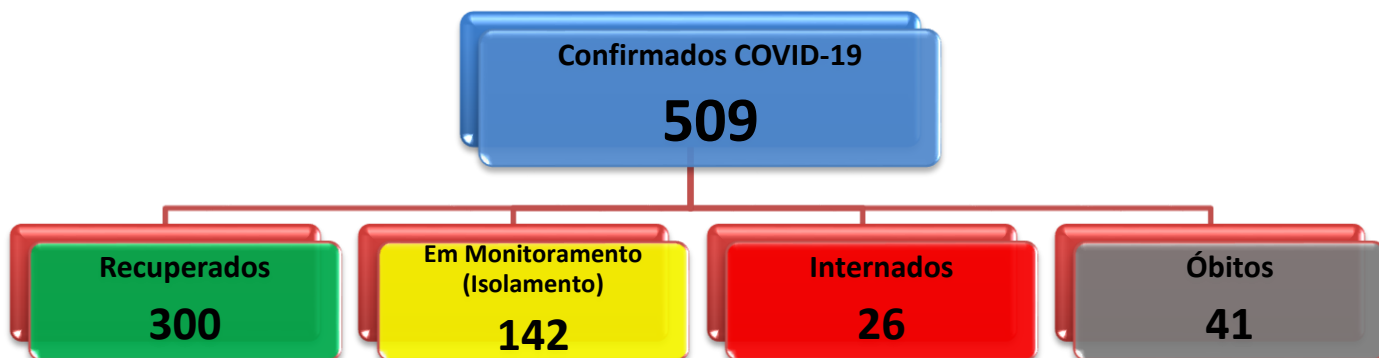 Confirmados COVID-19
509
Recuperados
300
Em Monitoramento
(Isolamento)
142
Internados
26
Óbitos
41